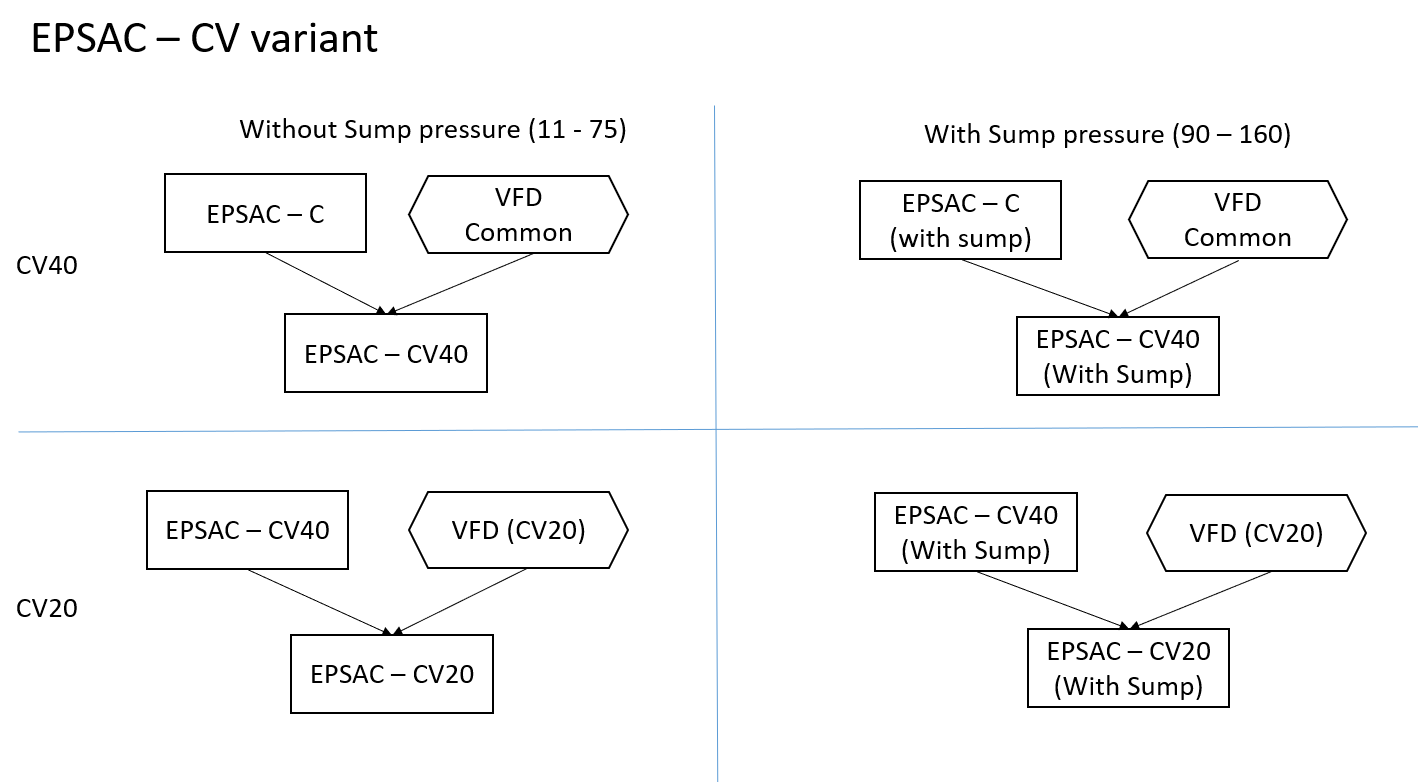 EPSAC – CV variant
Without Sump pressure (11 - 75)
With Sump pressure (90 – 160)
CV40
EPSAC – C
VFD
Common
EPSAC – CV40
EPSAC – C
(with sump)
VFD
Common
EPSAC – CV40
(With Sump)
CV20
EPSAC – CV40
VFD (CV20)
EPSAC – CV20
EPSAC – CV40
(With Sump)
VFD (CV20)
EPSAC – CV20
(With Sump)